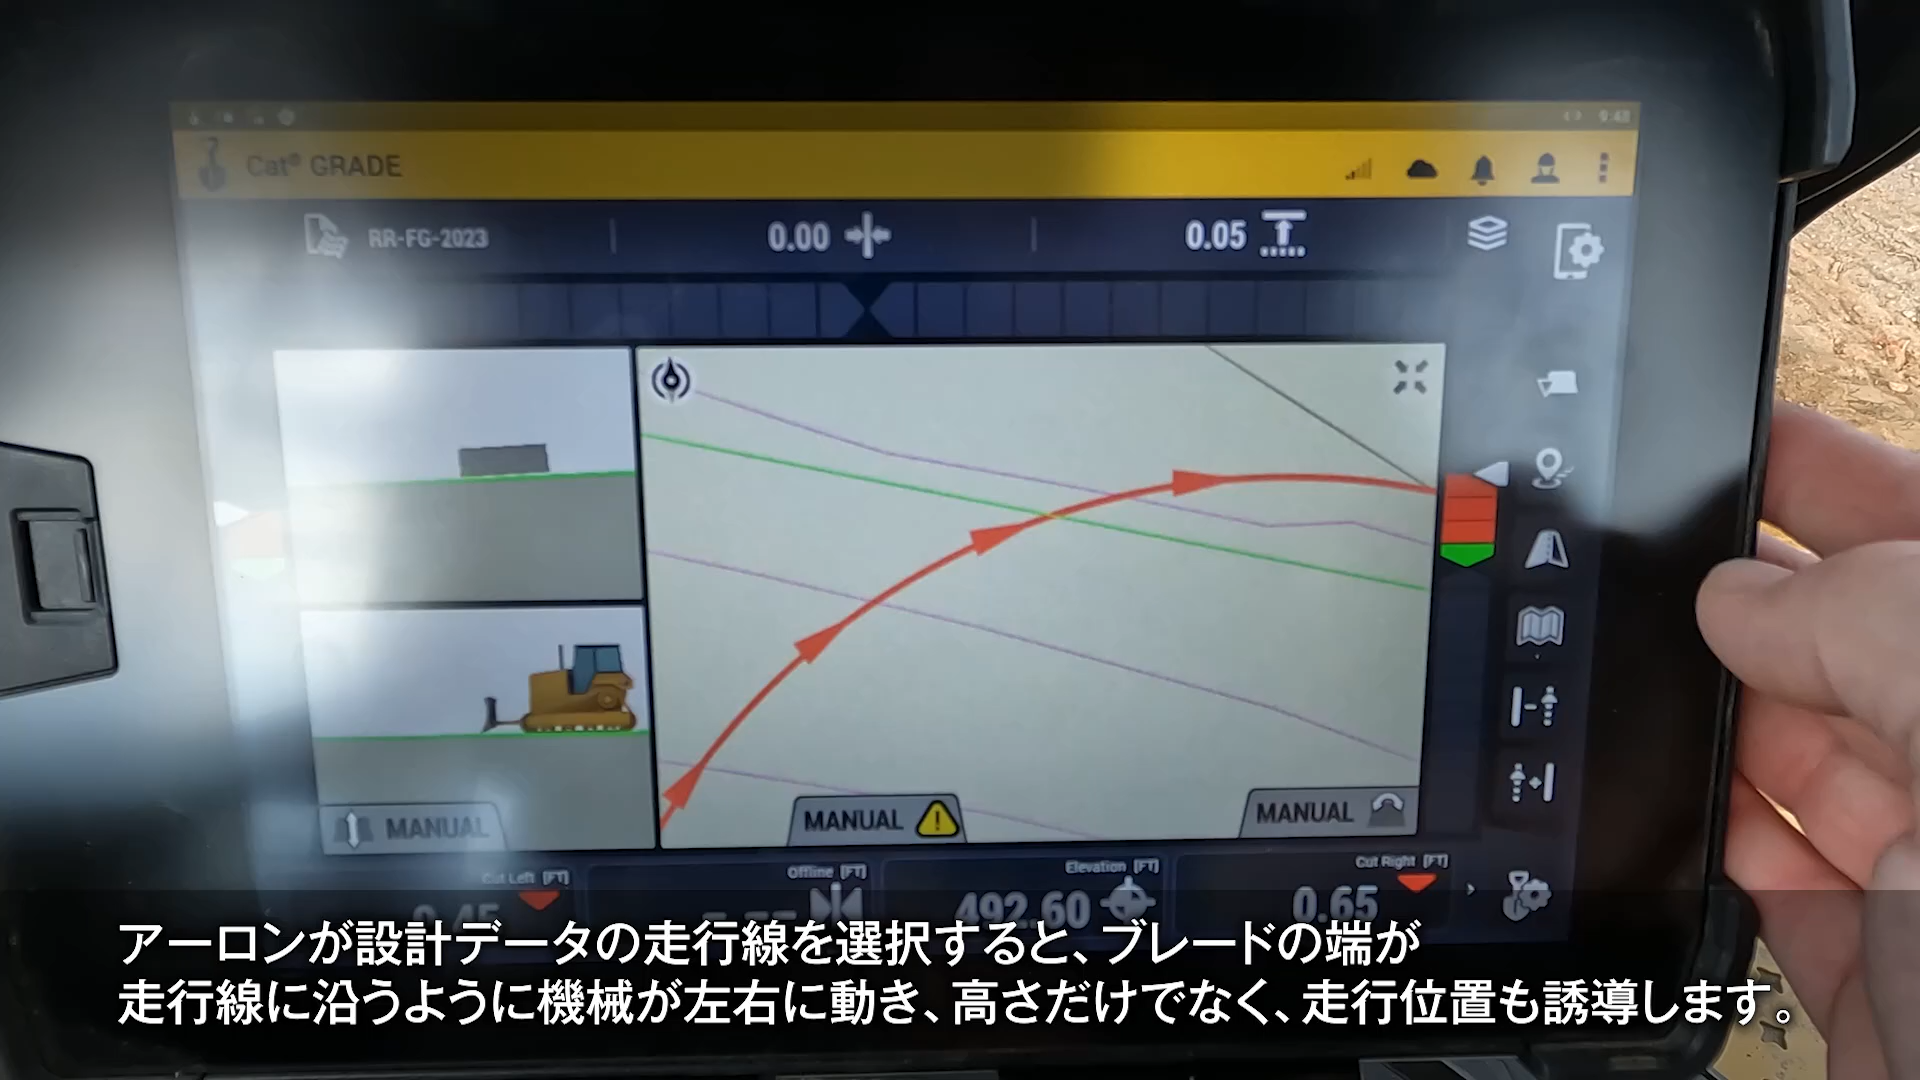 9:48
Cat® GRADE
RR-FG-2023
0.00
0.05
MANUAL
MANUAL
MANUAL
Cut Left [FT]
Offline [FT]
Elevation [FT]
Cut Right [FT]
0.45
492.60
0.65
アーロンが設計データの走行線を選択すると、ブレードの端が
走行線に沿うように機械が左右に動き、高さだけでなく、走行位置も誘導します。